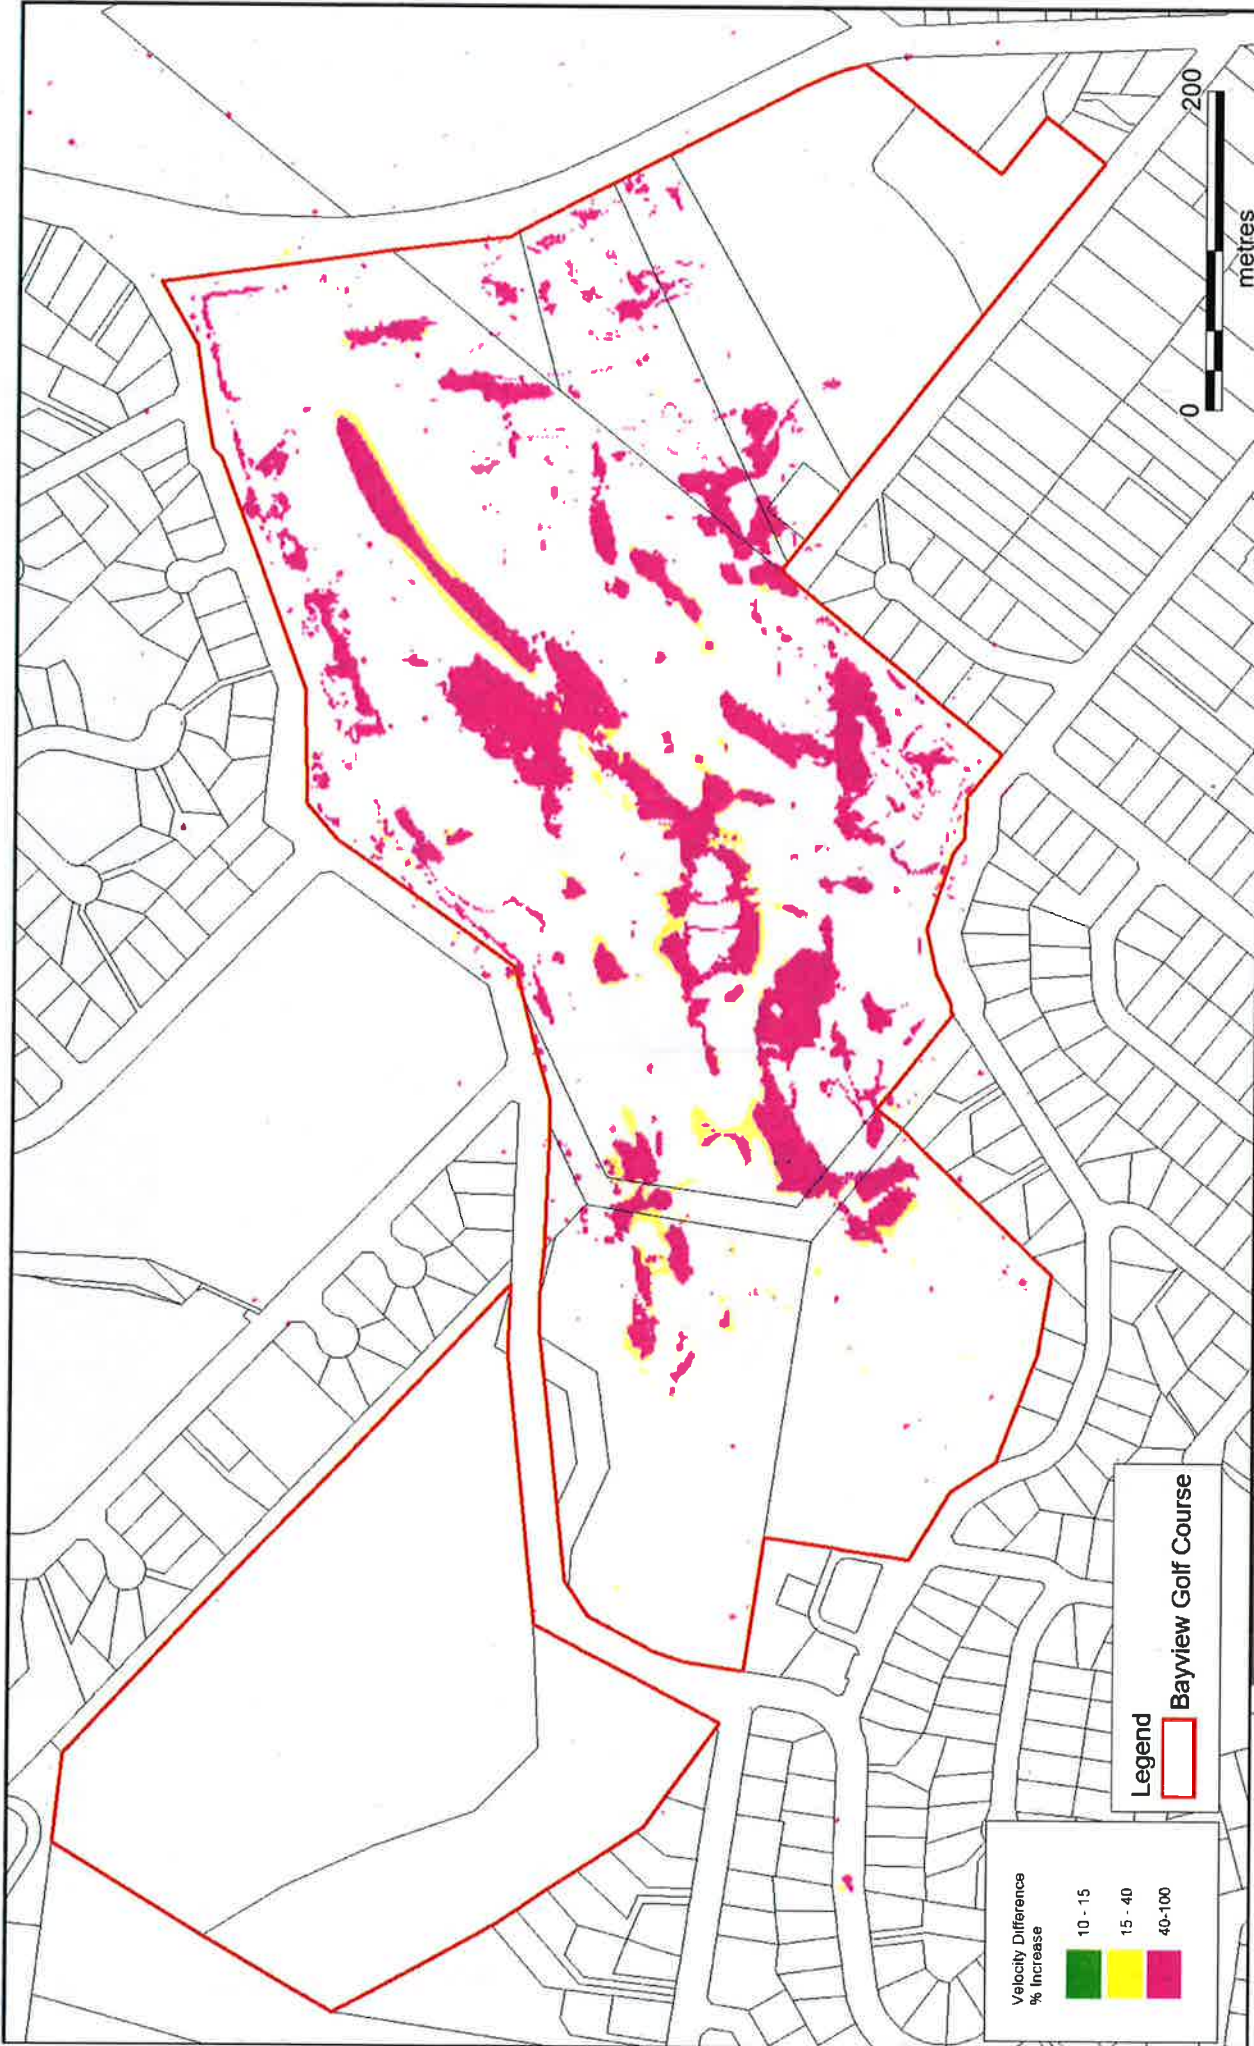 Velocity Difference
% Increase
10 - 15
15 - 40
40-100
Legend
Bayview Golf Course
0
200
metres